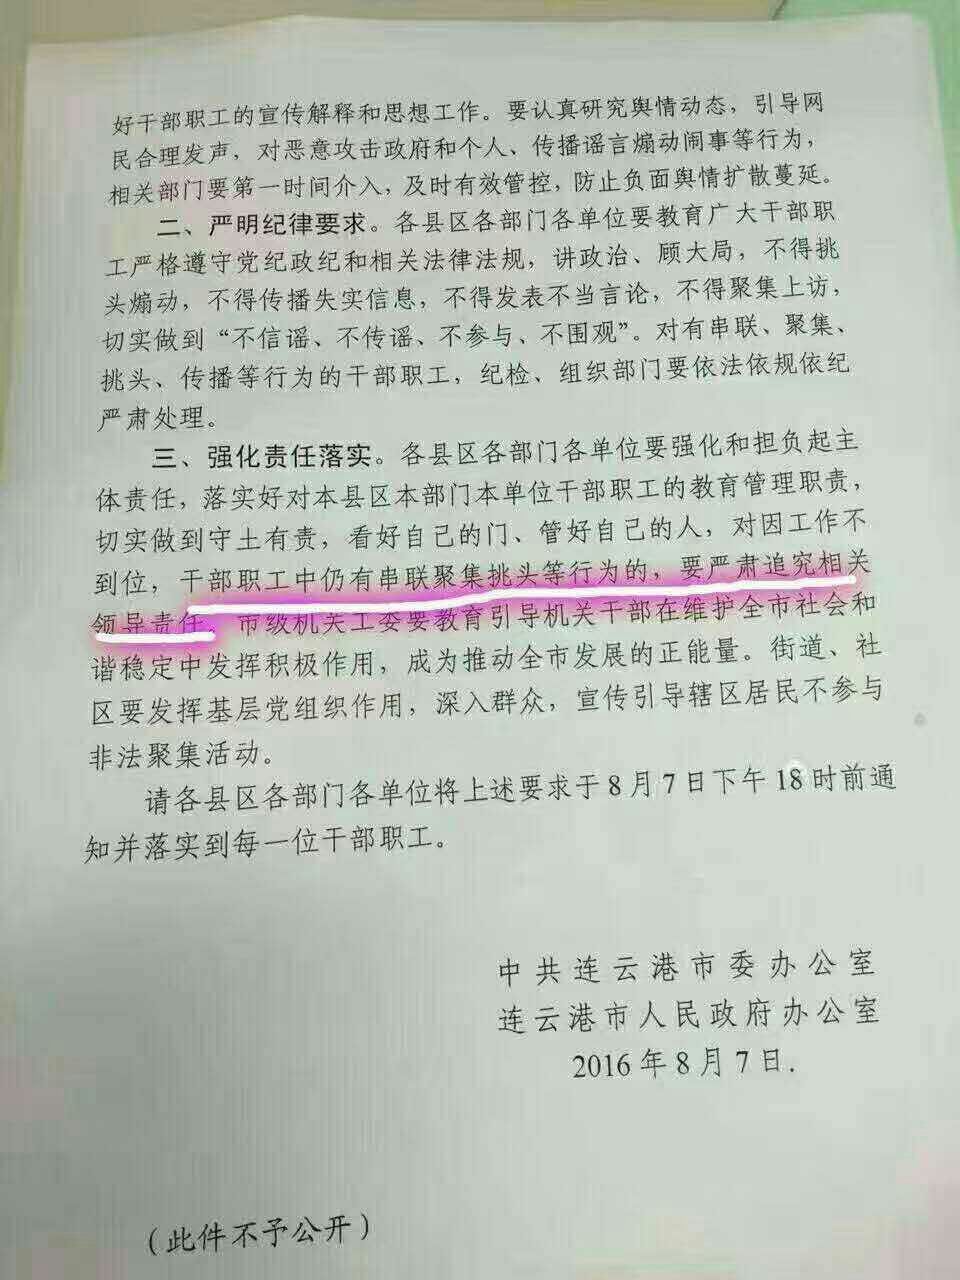 好干部职工的宣传解释和思想工作。要认真研究舆情动态，引导网
民合理发声，对恶意攻击政府和个人、传播谣言煽动闹事等行为，
相关部门要第一时间介入，及时有效管控，防止负面舆情扩散蔓延。
二、严明纪律要求。各县区各部门各单位要教育广大干部职
工严格遵守党纪政纪和相关法律法规，讲政治、顾大局，不得挑
头煽动，不得传播失实信息，不得发表不当言论，不得聚集上访，
切实做到“不信谣、不传谣、不参与、不围观”。对有串联、聚集、
挑头、传播等行为的干部职工，纪检、组织部门要依法依规依纪
严肃处理。
三、强化责任落实。各县区各部门各单位要强化和担负起主
体责任，落实好对本县区本部门本单位干部职工的教育管理职责，
切实做到守土有责，看好自己的门、管好自己的人，对因工作不
到位，干部职工中仍有串联聚集挑头等行为的，要严肃追究相关
领导责任。市级机关工委要教育引导机关干部在维护全市社会和
谐稳定中发挥积极作用，成为推动全市发展的正能量。街道、社
区要发挥基层党组织作用，深入群众，宣传引导辖区居民不参与
非法聚集活动。
请各县区各部门各单位将上述要求于8月7日下午18时前通
知并落实到每一位干部职工。
中共连云港市委办公室
连云港市人民政府办公室
2016年8月7日.
（此件不予公开）